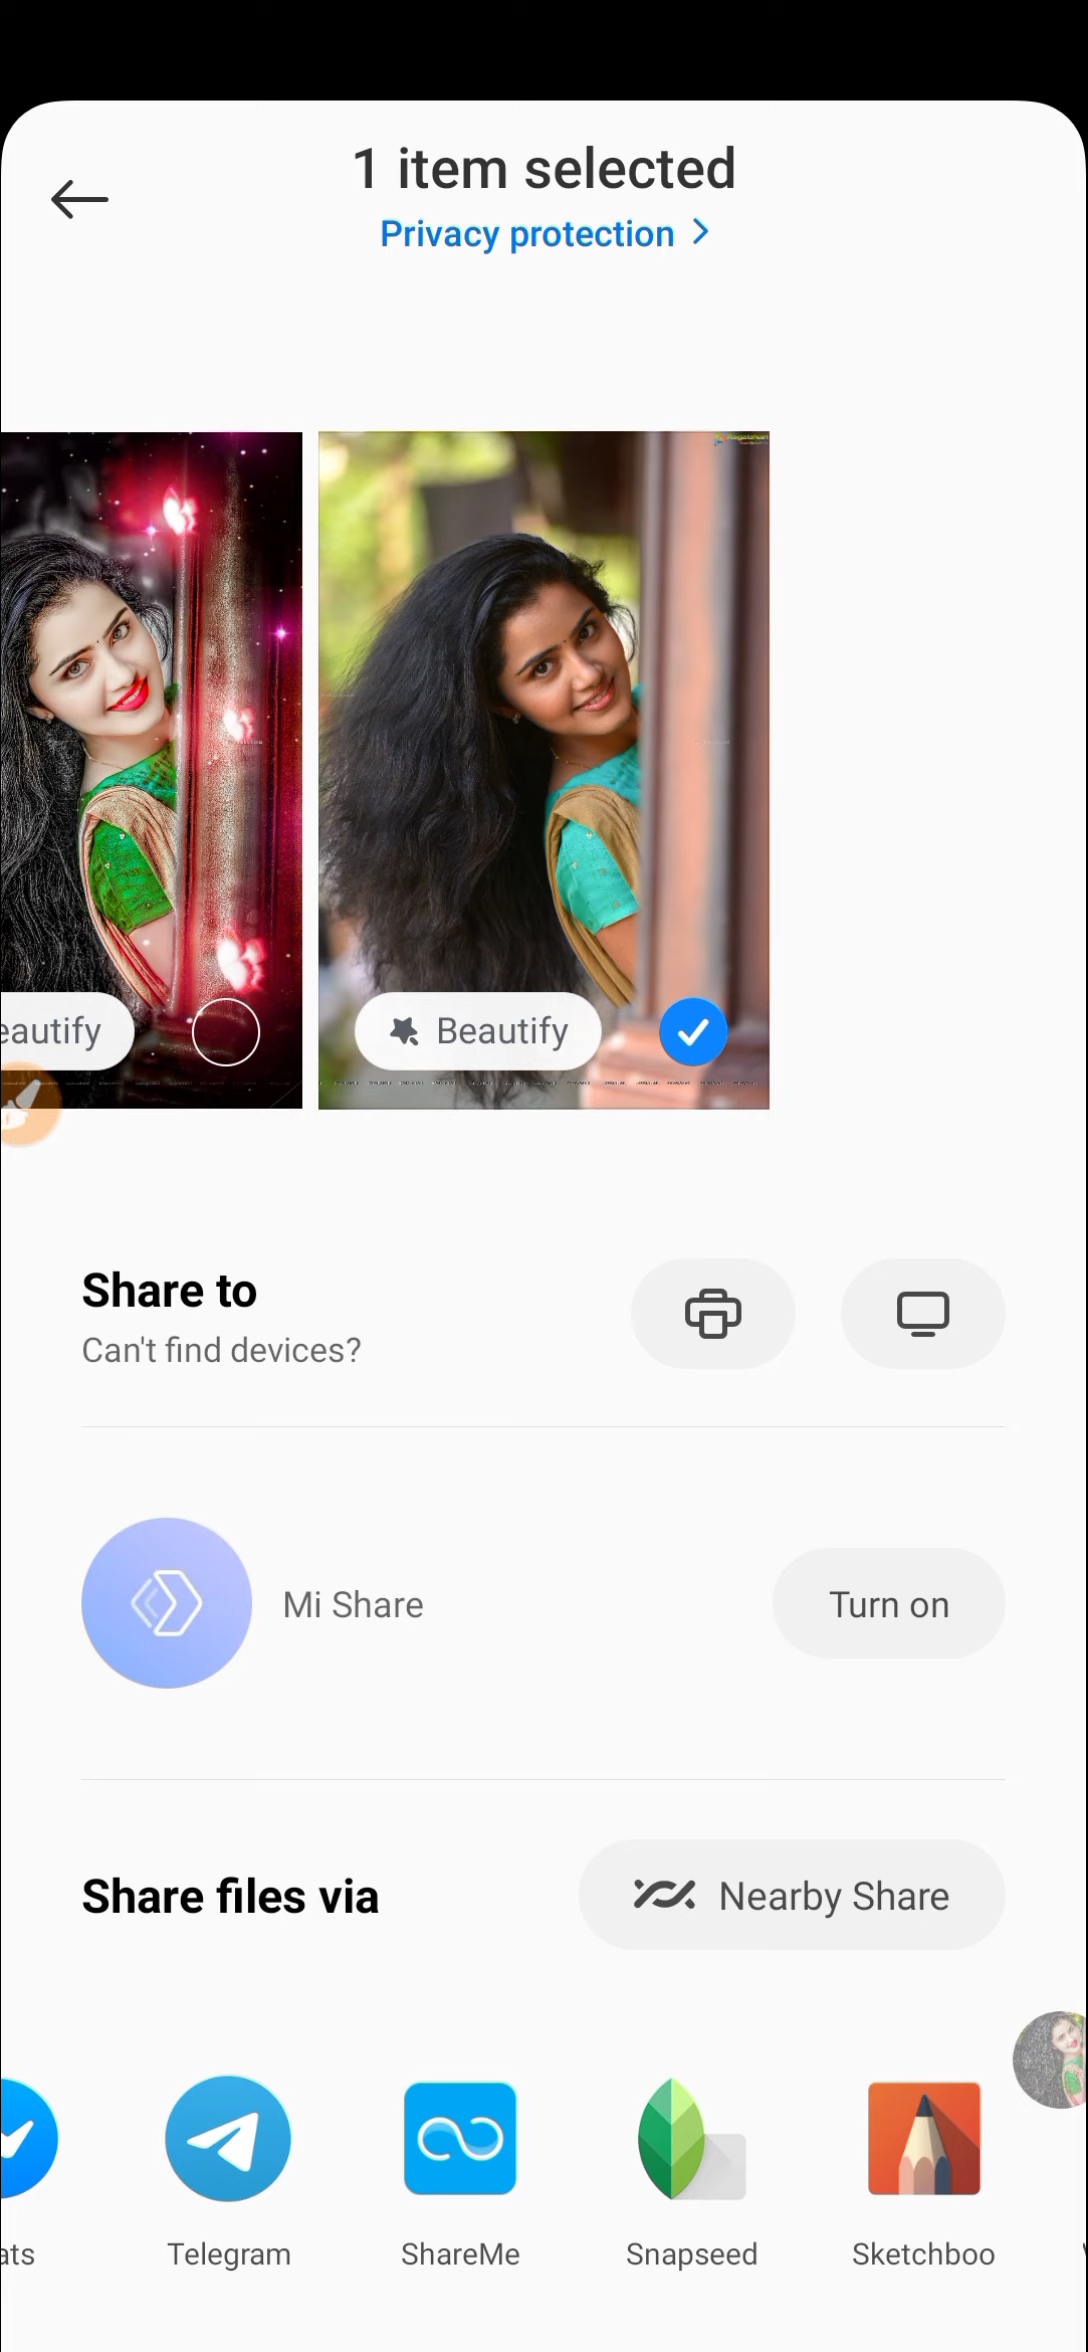 1 item selected
Privacy protection
eautify
Beautify
Share to
Can't find devices?
Mi Share
Turn on
Share files via
Nearby Share
ats
Telegram
ShareMe
Snapseed
Sketchboo